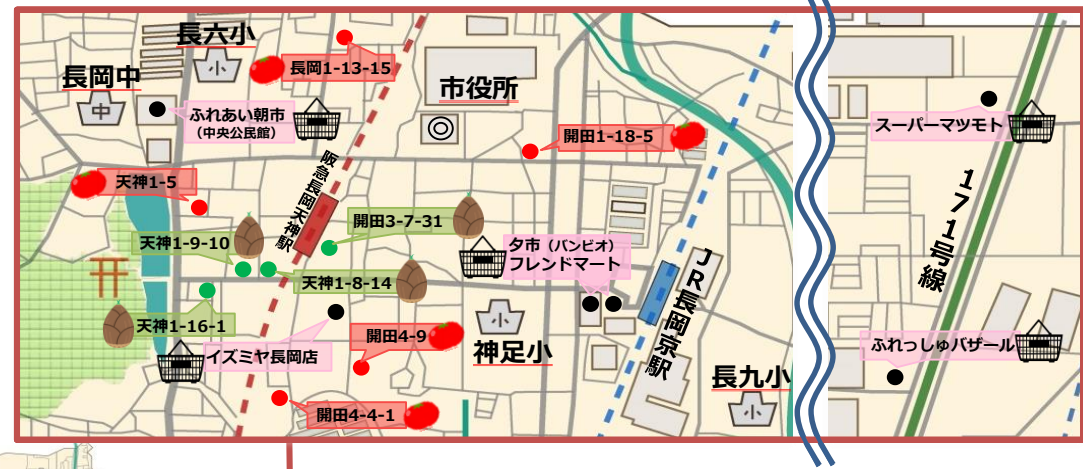 長六小
小
長岡1-13-15
長岡中
中
ふれあい朝市
(中央公民館)
市役所
開田1-18-5
スーパーマツモト
天神1-5
阪急長岡天神駅
開田3-7-31
天神1-9-10
夕市（バンビオ）
フレンドマート
JR長岡京駅
171号線
天神1-8-14
天神1-16-1
イズミヤ長岡店
開田4-9
小
神足小
ふれっしゅバザール
長九小
小
開田4-4-1